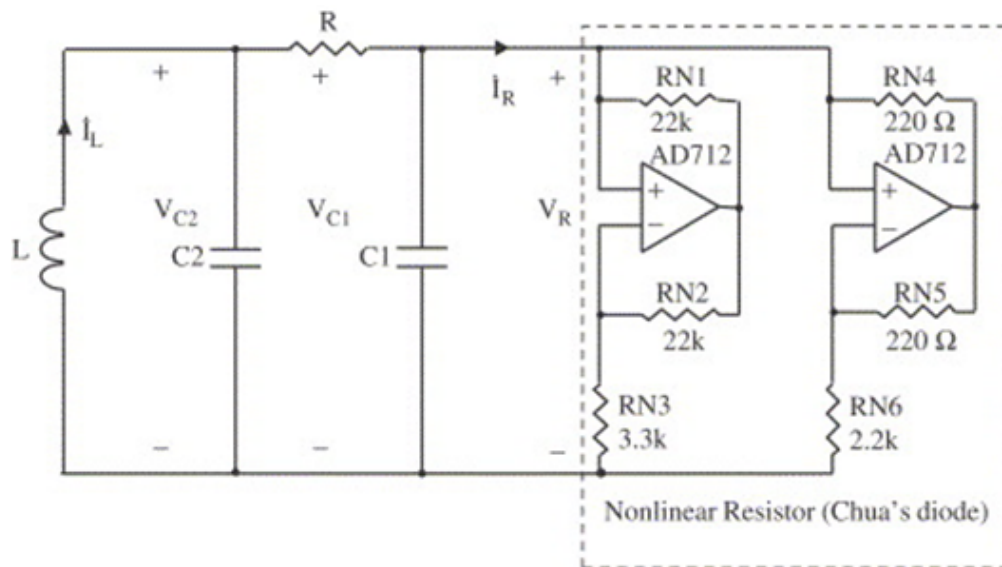 R
RN1
22k
AD712
RN4
220 Ω
AD712
+
+
+
i_R
i_L
+
+
−
+
−
L
V_C2
C2
V_C1
C1
V_R
RN2
22k
RN5
220 Ω
RN3
3.3k
RN6
2.2k
−
−
−
Nonlinear Resistor (Chua's diode)